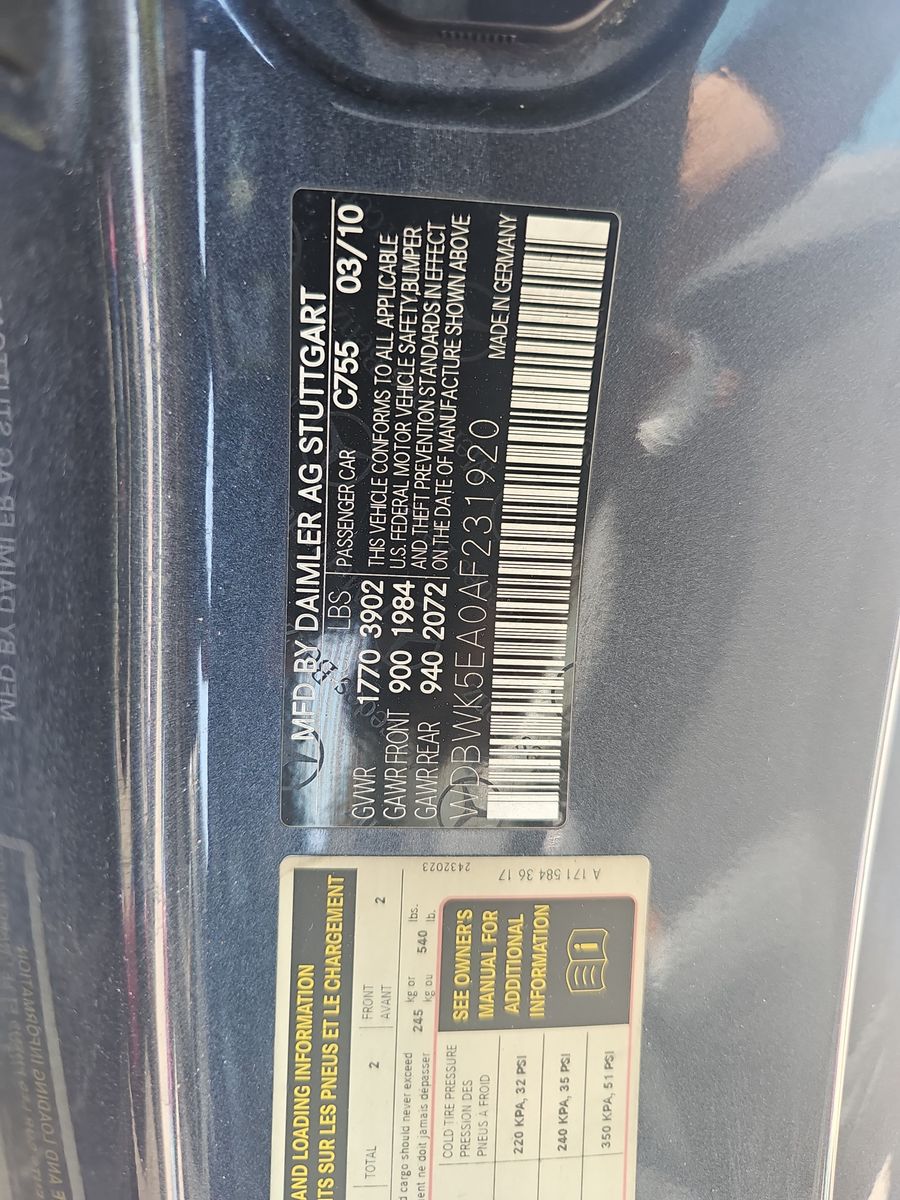 MFD BY DAIMLER AG STUTTGART
LBS PASSENGER CAR C755 03/10
GVWR 1770 3902
GAWR FRONT 900 1984
GAWR REAR 940 2072
THIS VEHICLE CONFORMS TO ALL APPLICABLE
U.S. FEDERAL MOTOR VEHICLE SAFETY,BUMPER
AND THEFT PREVENTION STANDARDS IN EFFECT
ON THE DATE OF MANUFACTURE SHOWN ABOVE
WDBWK5EA0AF231920 MADE IN GERMANY
AND LOADING INFORMATION
SUR LES PNEUS ET LE CHARGEMENT
TOTAL 2 FRONT 2
AVANT
cargo should never exceed 245 kg or 540 lbs.
ne doit jamais dépasser kg ou lb.
COLD TIRE PRESSURE
PRESSION DES
PNEUS A FROID
220 KPA, 32 PSI
240 KPA, 35 PSI
350 KPA, 51 PSI
SEE OWNER'S
MANUAL FOR
ADDITIONAL
INFORMATION
2432023
A 171 584 36 17